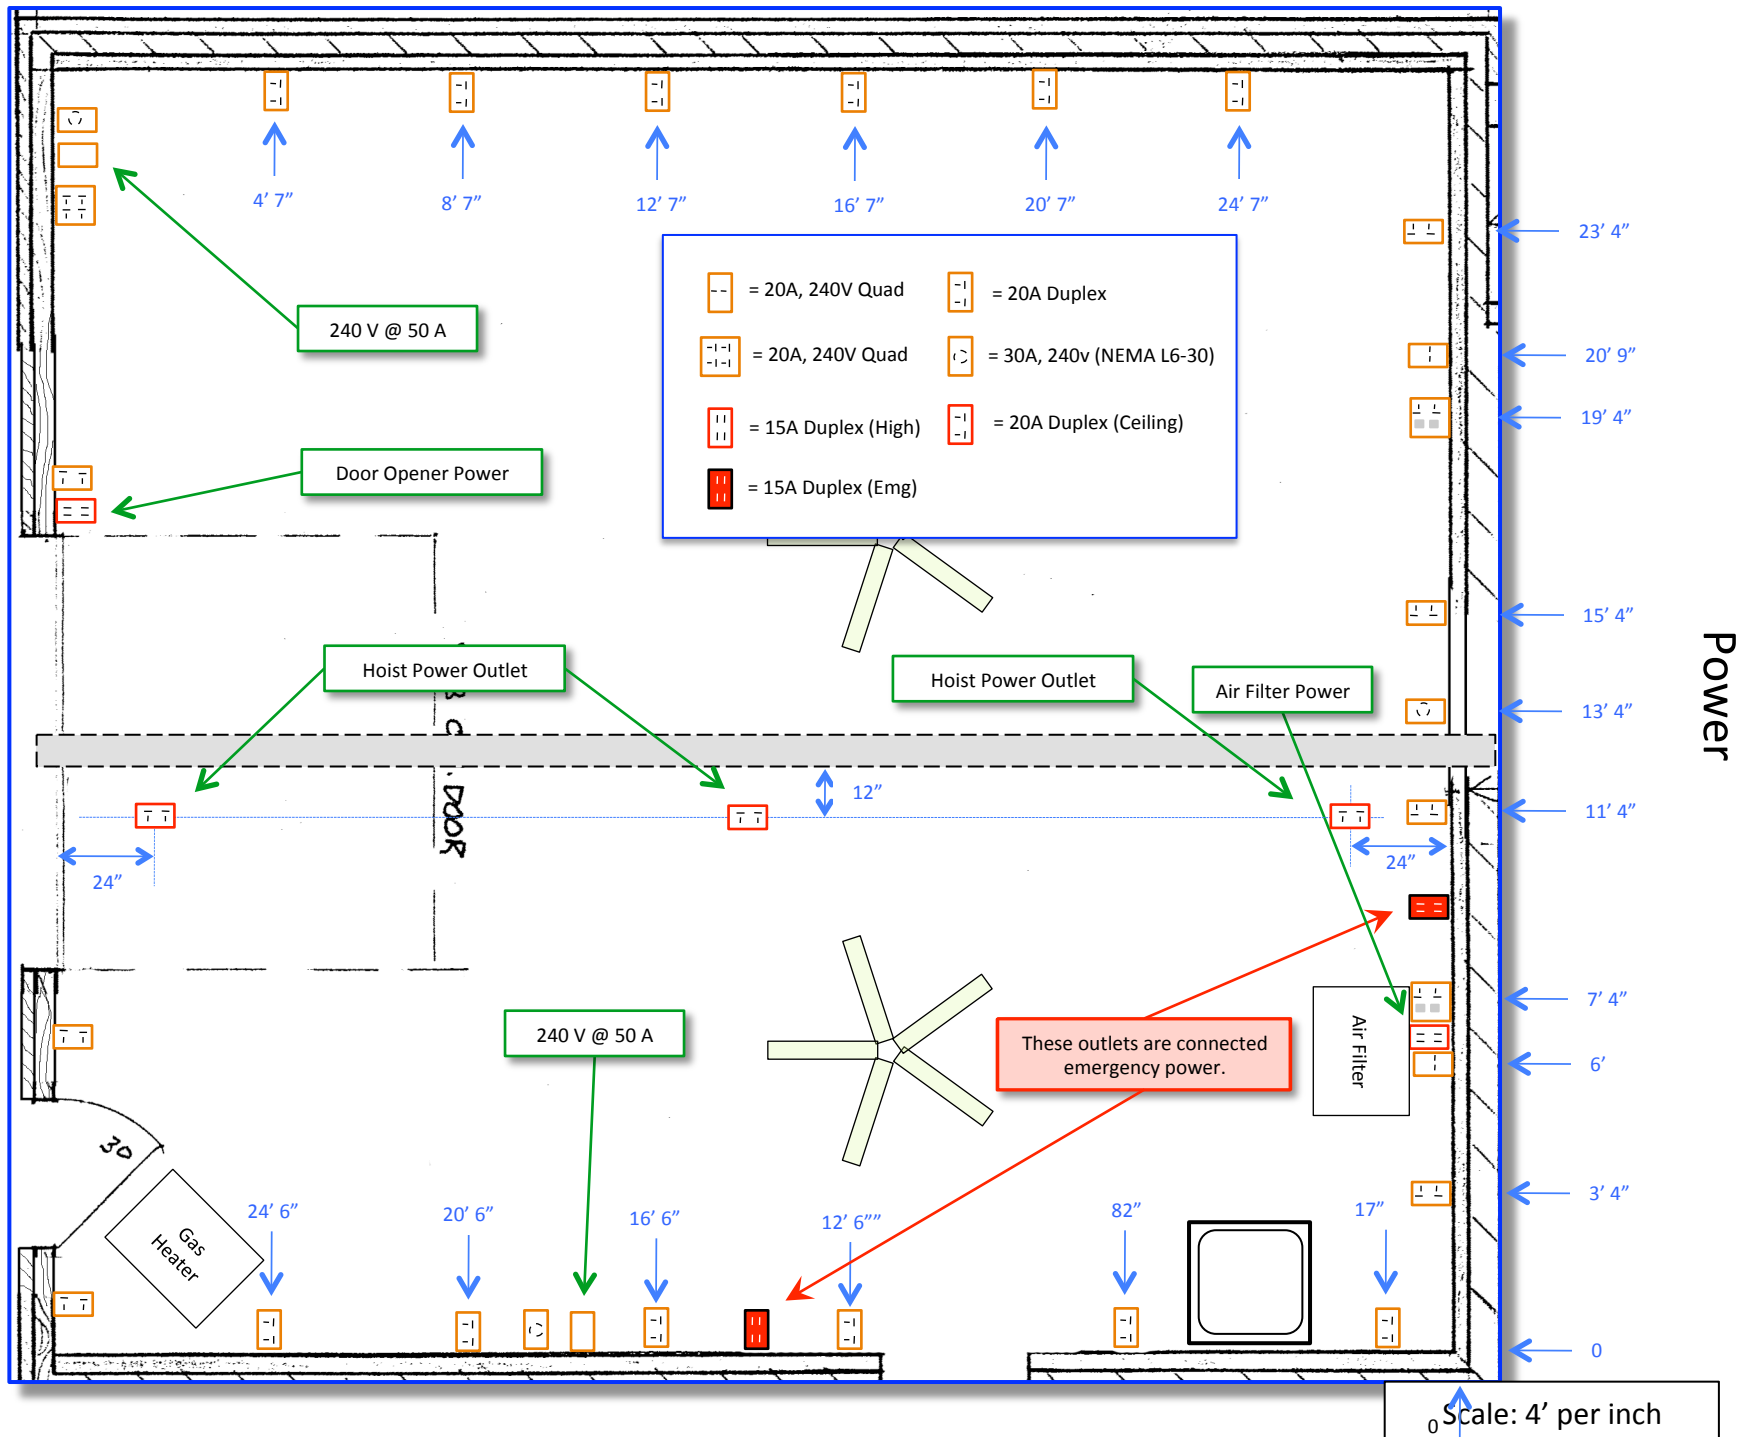 4’ 7”
8’ 7”
12’ 7”
16’ 7”
20’ 7”
24’ 7”
23’ 4”
= 20A, 240V Quad
= 20A Duplex
240 V @ 50 A
= 20A, 240V Quad
= 30A, 240v (NEMA L6-30)
20’ 9”
19’ 4”
= 15A Duplex (High)
= 20A Duplex (Ceiling)
Door Opener Power
= 15A Duplex (Emg)
15’ 4”
Power
Hoist Power Outlet
Hoist Power Outlet
Air Filter Power
13’ 4”
DOOR
12”
11’ 4”
24”
24”
7’ 4”
240 V @ 50 A
These outlets are connected
emergency power.
Air Filter
6’
30
3’ 4”
Gas
Heater
24’ 6”
20’ 6”
16’ 6”
12’ 6””
82”
17”
0
0
Scale: 4’ per inch